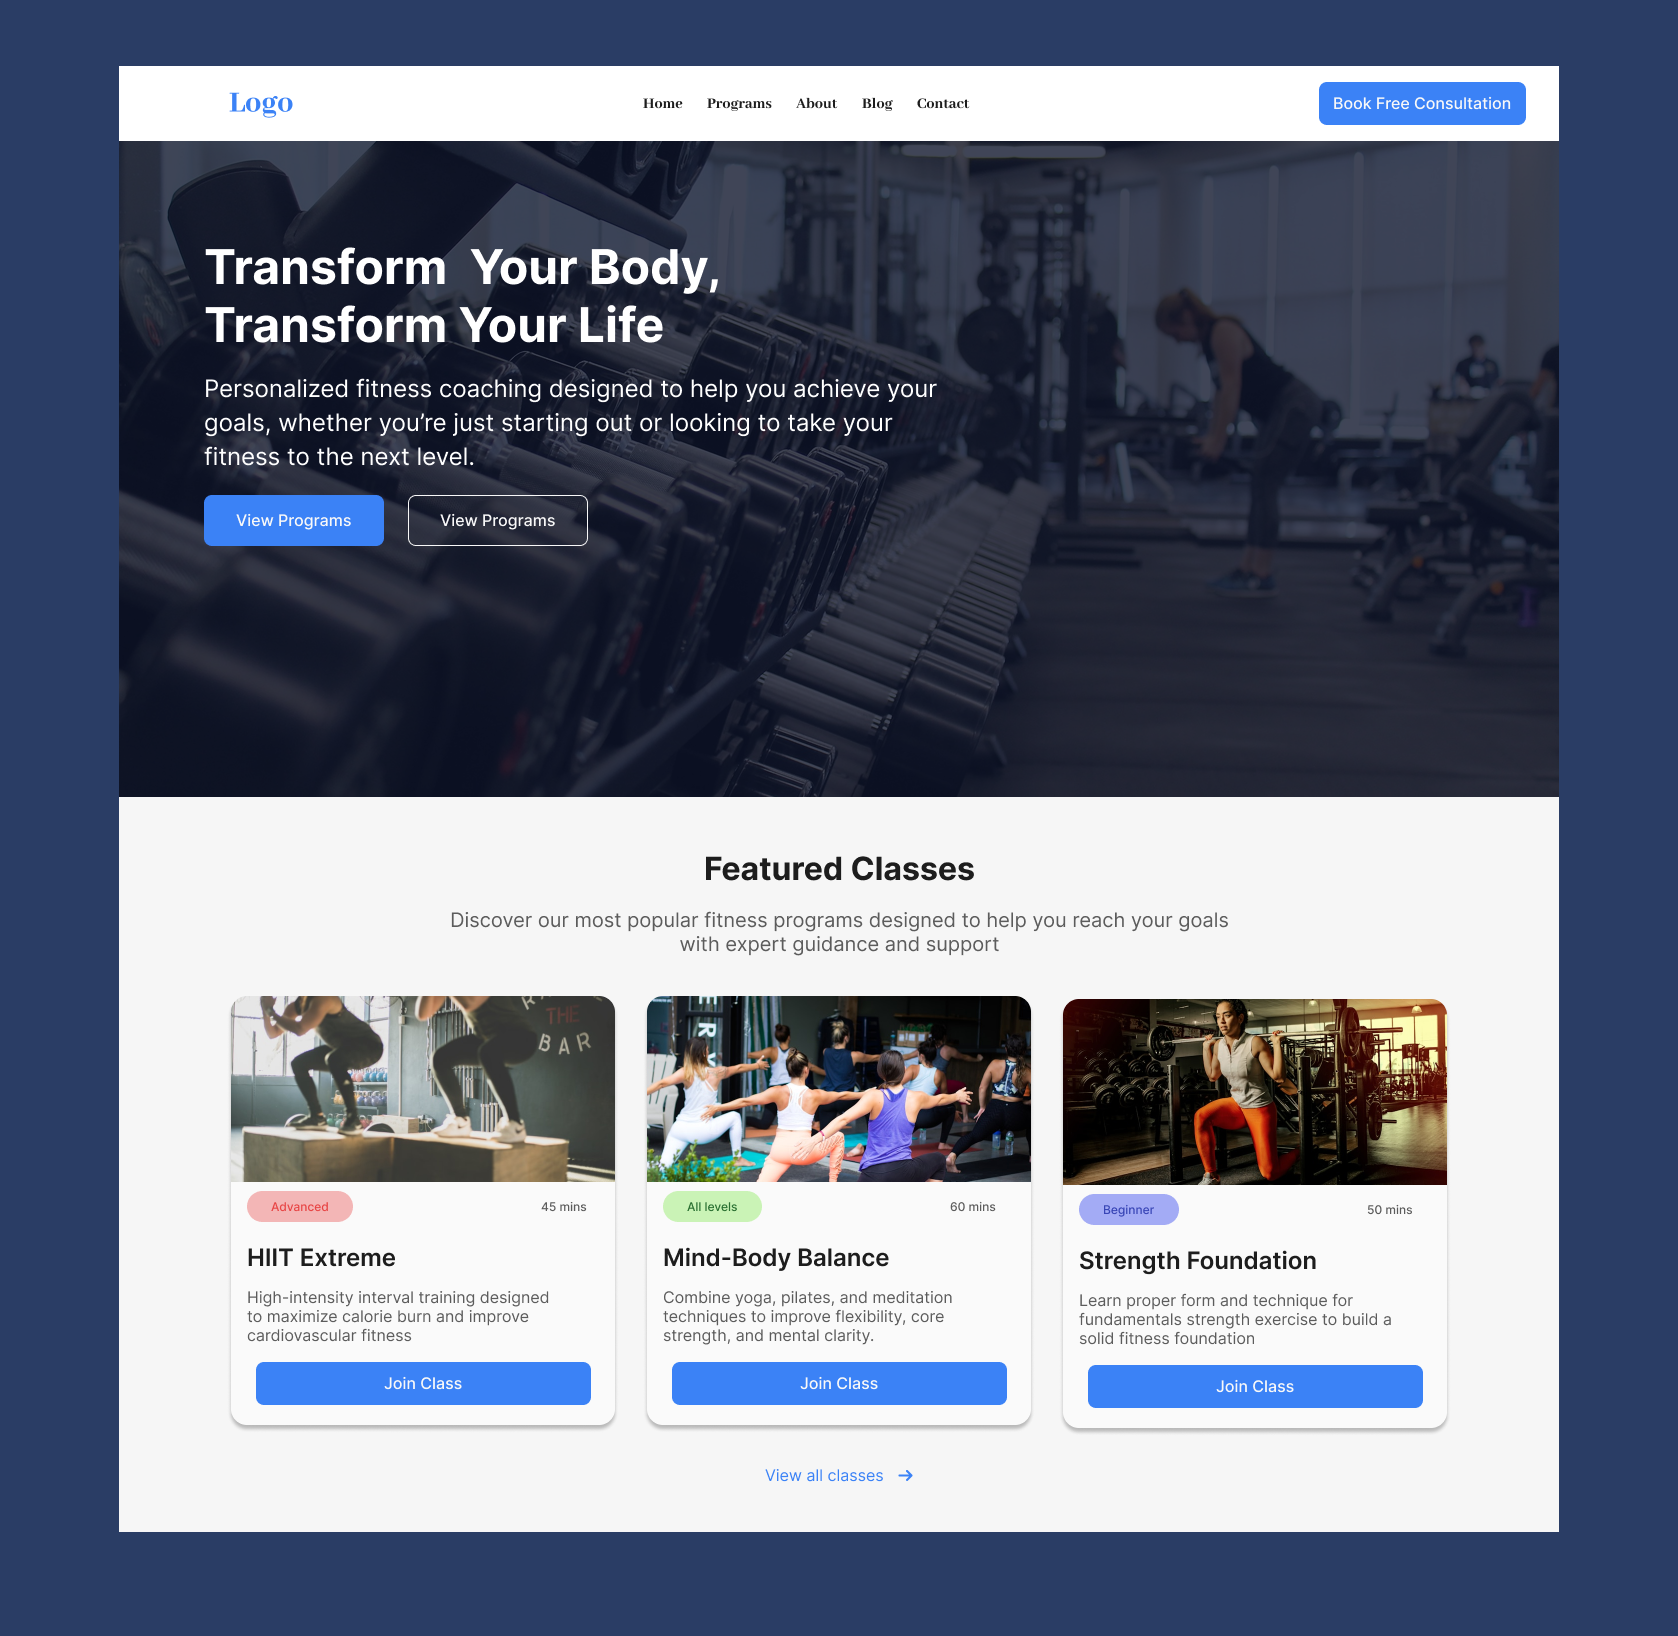 Logo
Home Programs About Blog Contact
Book Free Consultation
Transform  Your Body,
Transform Your Life
Personalized fitness coaching designed to help you achieve your
goals, whether you’re just starting out or looking to take your
fitness to the next level.
View Programs
View Programs
Featured Classes
Discover our most popular fitness programs designed to help you reach your goals
with expert guidance and support
THE
BAR
Advanced
45 mins
HIIT Extreme
High-intensity interval training designed
to maximize calorie burn and improve
cardiovascular fitness
Join Class
All levels
60 mins
Mind-Body Balance
Combine yoga, pilates, and meditation
techniques to improve flexibility, core
strength, and mental clarity.
Join Class
Beginner
50 mins
Strength Foundation
Learn proper form and technique for
fundamentals strength exercise to build a
solid fitness foundation
Join Class
View all classes